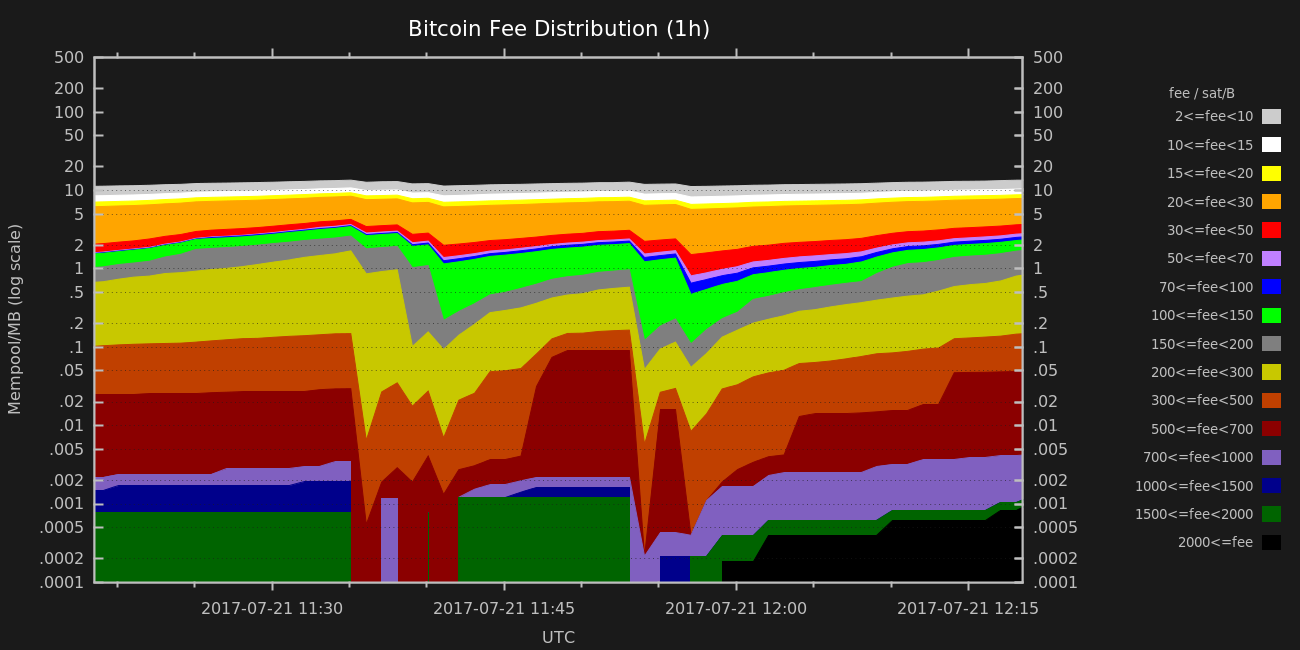 Bitcoin Fee Distribution (1h)
500 500
200 200
100 100
50 50
20 20
10 10
5 5
2 2
1 1
.5 .5
.2 .2
.1 .1
.05 .05
.02 .02
.01 .01
.005 .005
.002 .002
.001 .001
.0005 .0005
.0002 .0002
.0001 .0001
Mempool/MB (log scale)
2017-07-21 11:30 2017-07-21 11:45 2017-07-21 12:00 2017-07-21 12:15
UTC
fee / sat/B
2<=fee<10
10<=fee<15
15<=fee<20
20<=fee<30
30<=fee<50
50<=fee<70
70<=fee<100
100<=fee<150
150<=fee<200
200<=fee<300
300<=fee<500
500<=fee<700
700<=fee<1000
1000<=fee<1500
1500<=fee<2000
2000<=fee